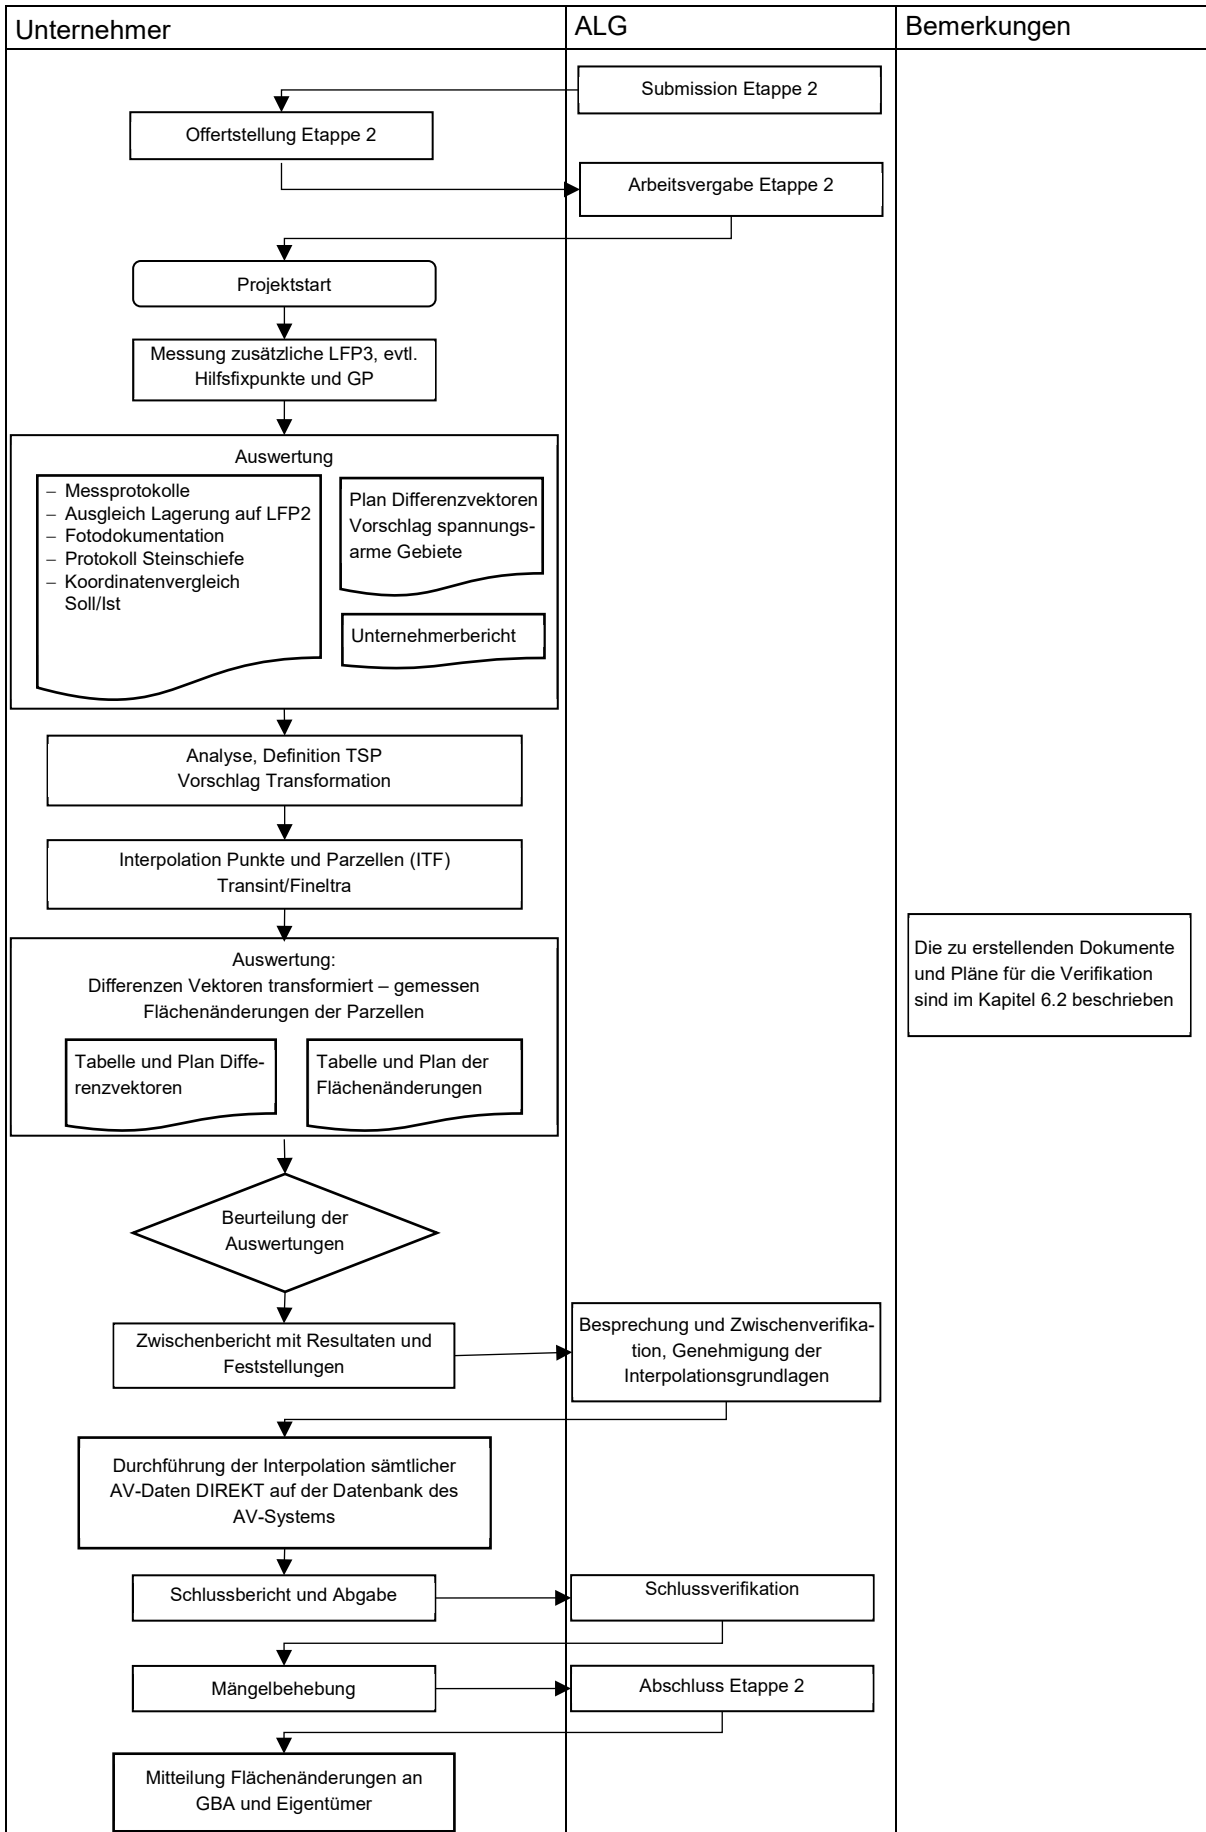 Unternehmer
ALG
Bemerkungen
Submission Etappe 2
Offertstellung Etappe 2
Arbeitsvergabe Etappe 2
Projektstart
Messung zusätzliche LFP3, evtl.
Hilfsfixpunkte und GP
Auswertung
– Messprotokolle
– Ausgleich Lagerung auf LFP2
– Fotodokumentation
– Protokoll Steinschiefe
– Koordinatenvergleich
Soll/Ist
Plan Differenzvektoren
Vorschlag spannungs-
arme Gebiete
Unternehmerbericht
Analyse, Definition TSP
Vorschlag Transformation
Interpolation Punkte und Parzellen (ITF)
Transint/Fineltra
Auswertung:
Differenzen Vektoren transformiert – gemessen
Flächenänderungen der Parzellen
Tabelle und Plan Diffe-
renzvektoren
Tabelle und Plan der
Flächenänderungen
Die zu erstellenden Dokumente
und Pläne für die Verifikation
sind im Kapitel 6.2 beschrieben
Beurteilung der
Auswertungen
Zwischenbericht mit Resultaten und
Feststellungen
Besprechung und Zwischenverifika-
tion, Genehmigung der
Interpolationsgrundlagen
Durchführung der Interpolation sämtlicher
AV-Daten DIREKT auf der Datenbank des
AV-Systems
Schlussbericht und Abgabe
Schlussverifikation
Mängelbehebung
Abschluss Etappe 2
Mitteilung Flächenänderungen an
GBA und Eigentümer